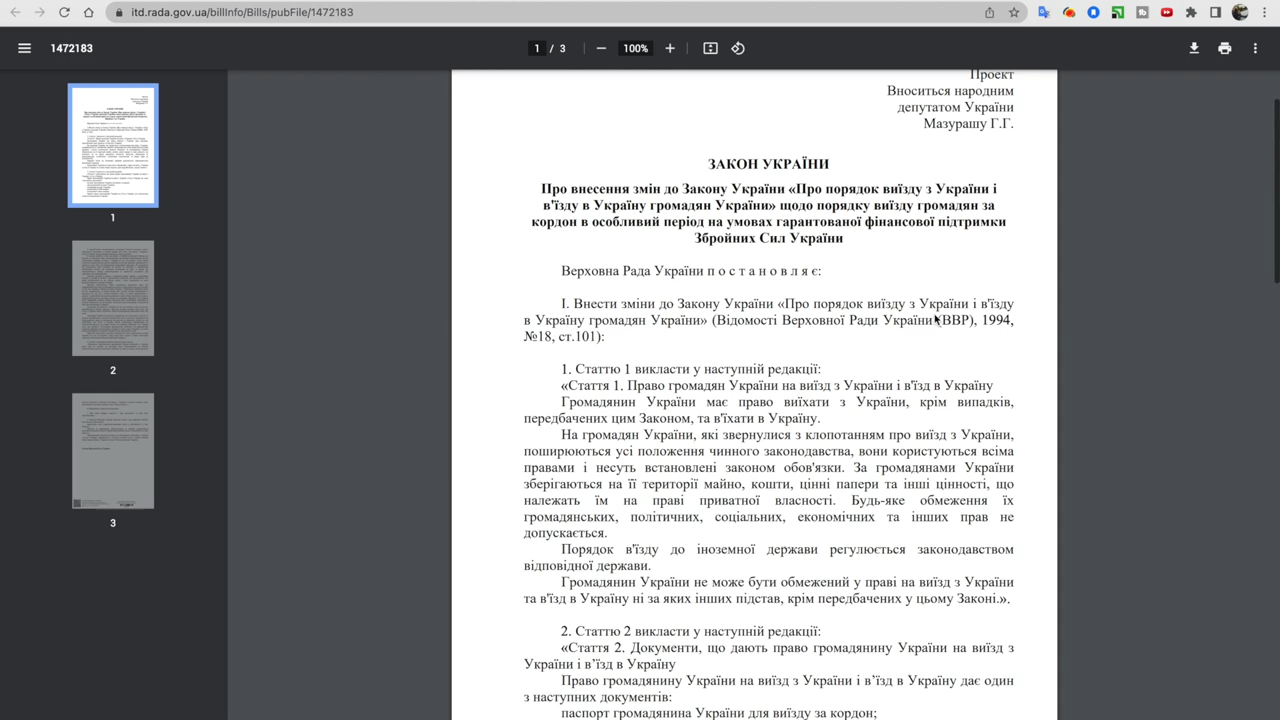 itd.rada.gov.ua/billInfo/Bills/pubFile/1472183
1472183
1 / 3
100%
Проект
Вноситься народним
депутатом України
Мазурашу Г.Г.
ЗАКОН УКРАЇНИ
Про внесення змін до Закону України «Про порядок виїзду з України і
в'їзду в Україну громадян України» щодо порядку виїзду громадян за
кордон в особливий період на умовах гарантованої фінансової підтримки
Збройних Сил України
Верховна Рада України п о с т а н о в л я є:
1. Внести зміни до Закону України «Про порядок виїзду з України і в'їзду
в Україну громадян України» (Відомості Верховної Ради України (ВВР), 1994,
№18, ст.101):
1. Статтю 1 викласти у наступній редакції:
«Стаття 1. Право громадян України на виїзд з України і в'їзд в Україну
Громадянин України має право виїхати з України, крім випадків,
передбачених цим Законом, та в'їхати в Україну.
На громадян України, які звернулися з клопотанням про виїзд з України,
поширюються усі положення чинного законодавства, вони користуються всіма
правами і несуть встановлені законом обов'язки. За громадянами України
зберігаються на її території майно, кошти, цінні папери та інші цінності, що
належать їм на праві приватної власності. Будь-яке обмеження їх
громадянських, політичних, соціальних, економічних та інших прав не
допускається.
Порядок в'їзду до іноземної держави регулюється законодавством
відповідної держави.
Громадянин України не може бути обмежений у праві на виїзд з України
та в'їзд в Україну ні за яких інших підстав, крім передбачених у цьому Законі.».
2. Статтю 2 викласти у наступній редакції:
«Стаття 2. Документи, що дають право громадянину України на виїзд з
України і в'їзд в Україну
Право громадянину України на виїзд з України і в'їзд в Україну дає один
з наступних документів:
паспорт громадянина України для виїзду за кордон;
1
2
3